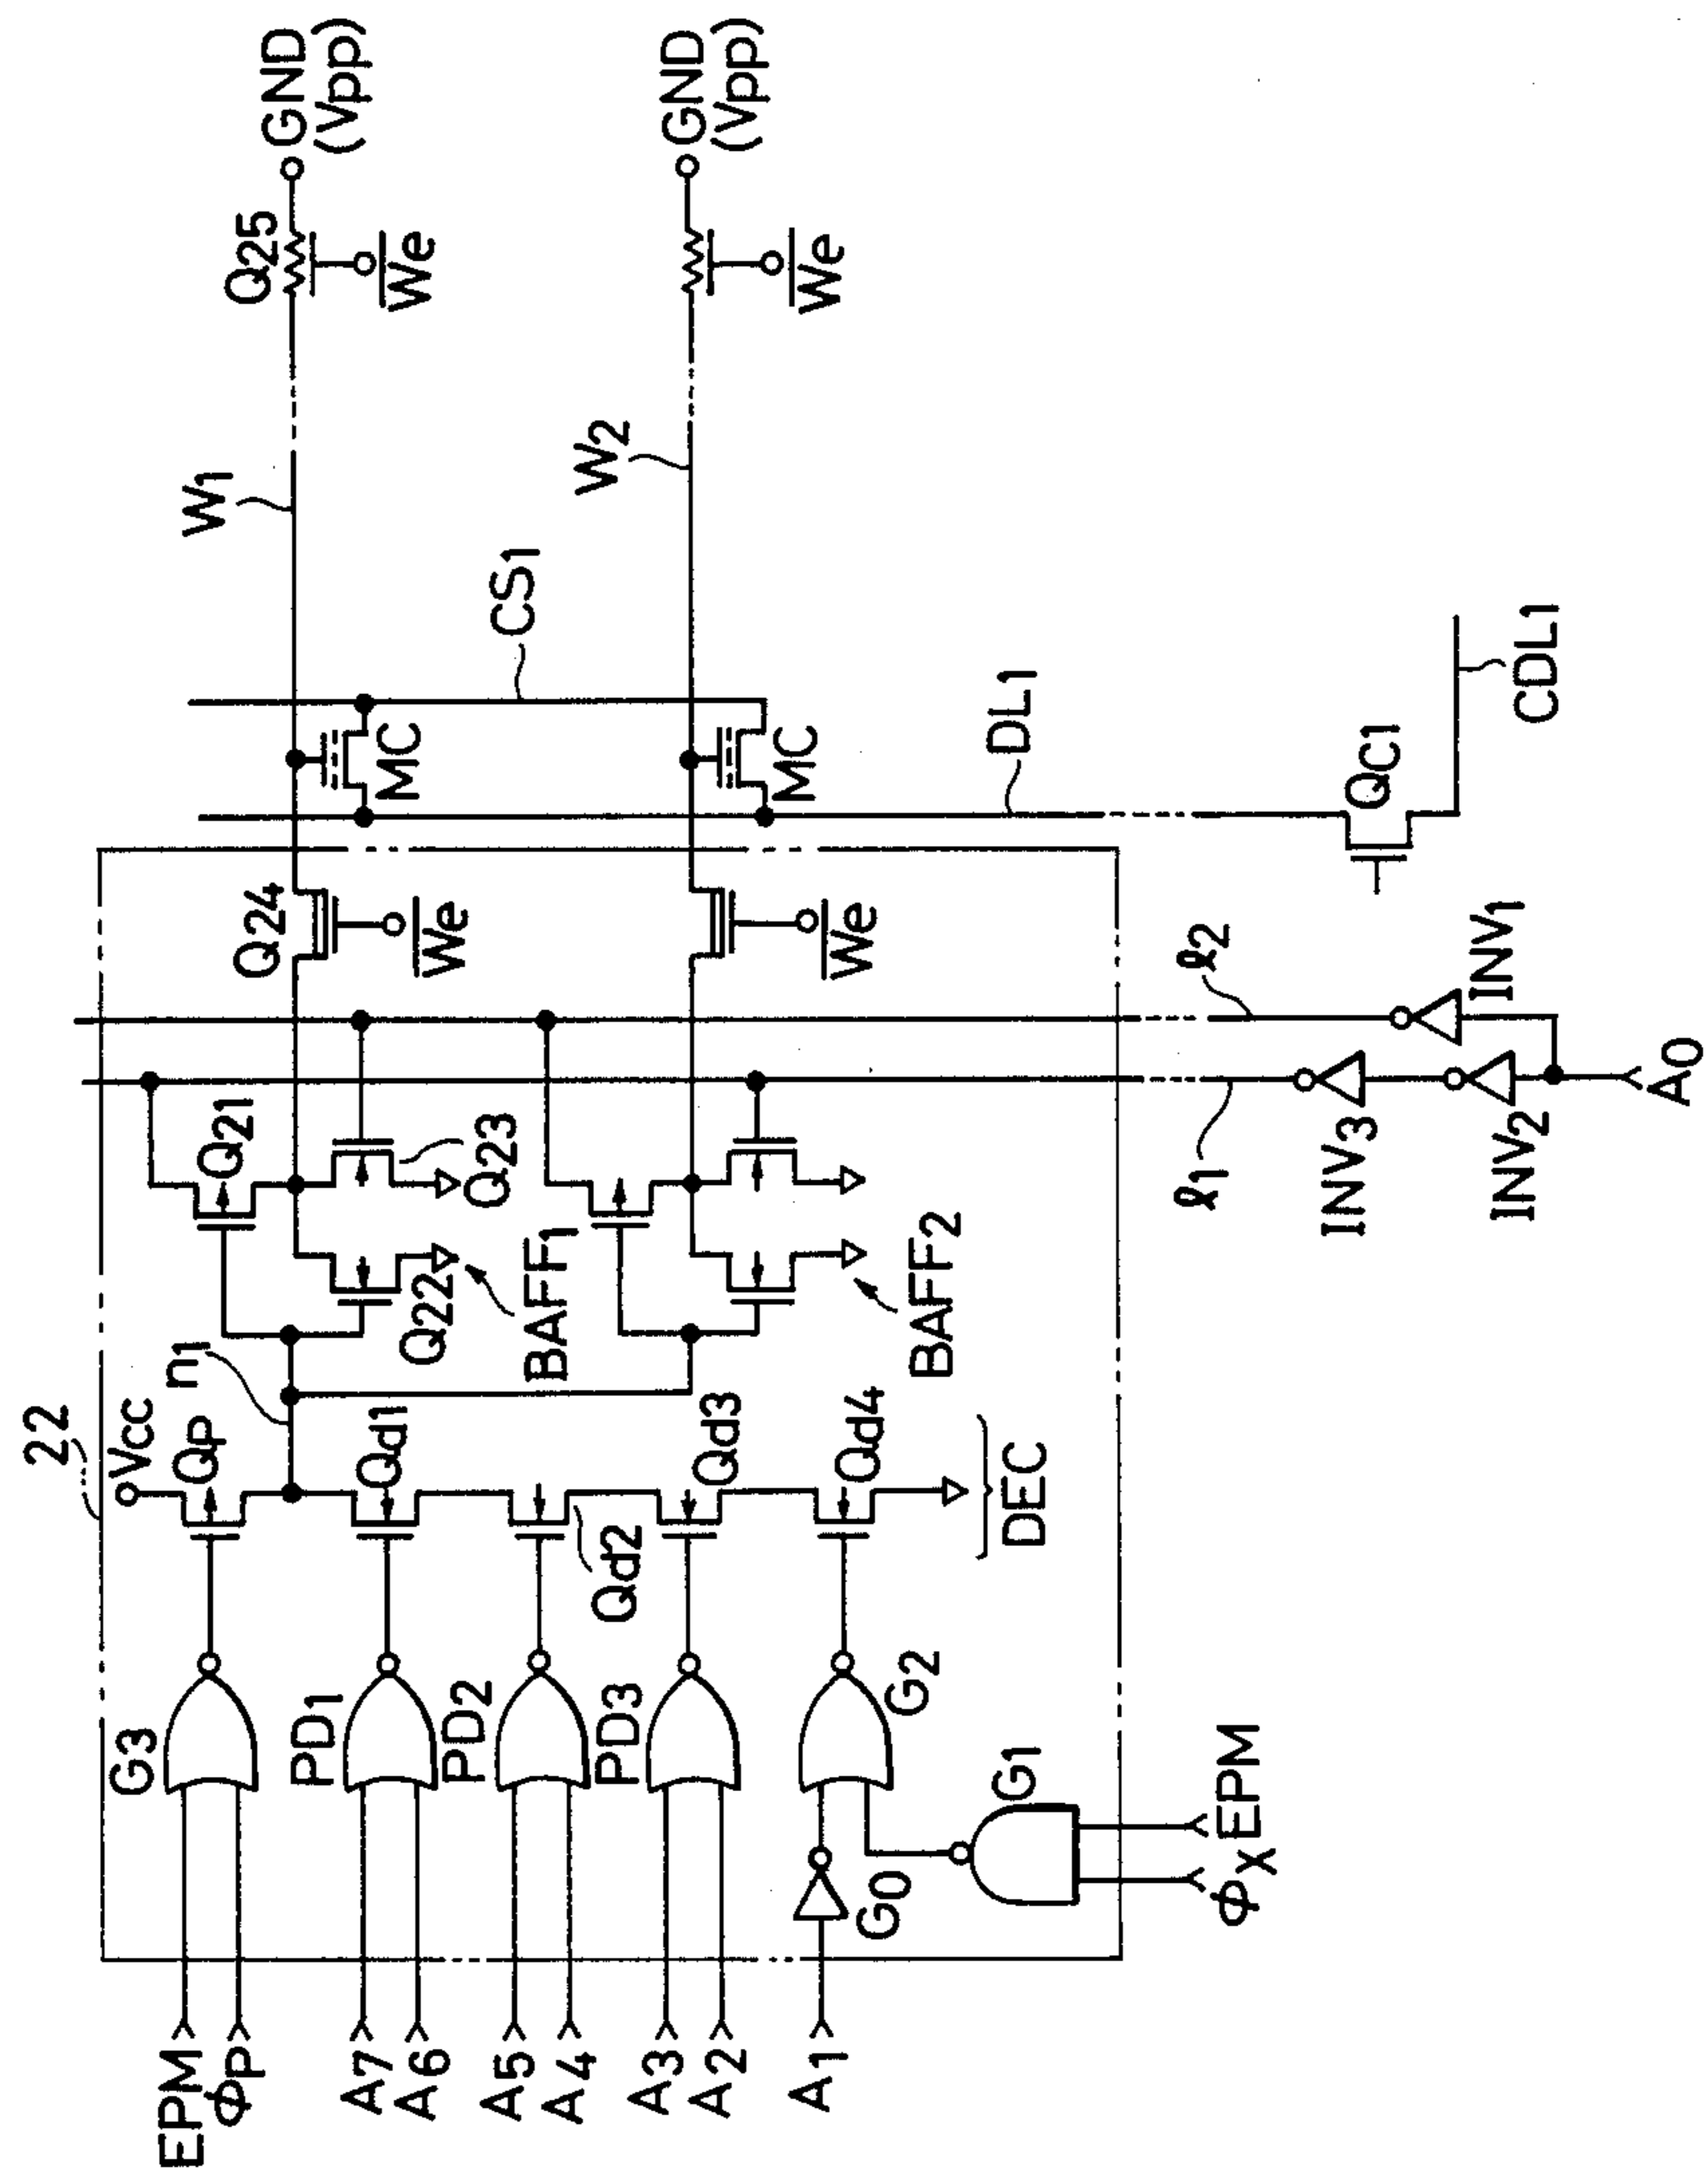 22
Vcc
QP
n1
Q21
Q22
Q23
BAFF1
BAFF2
Q24
We
We
W1
W2
CS1
MC
MC
DL1
QC1
CDL1
Q25
We
We
GND
(Vpp)
GND
(Vpp)
G3
PD1
PD2
PD3
G0
G1
G2
Qd1
Qd2
Qd3
Qd4
DEC
EPM
ΦP
A7
A6
A5
A4
A3
A2
A1
ΦX
EPM
ℓ1
ℓ2
INV3
INV2
INV1
A0